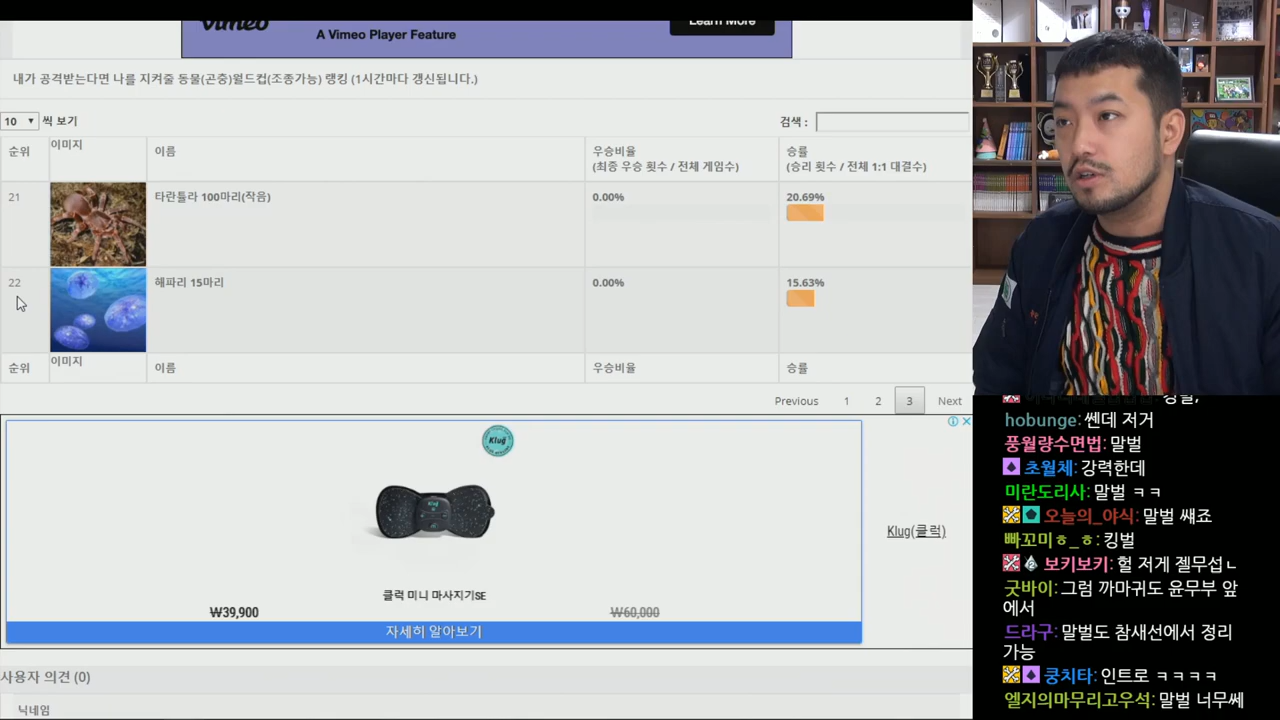 vimeo
A Vimeo Player Feature
Learn More
내가 공격받는다면 나를 지켜줄 동물(곤중)월드컵(조종가능) 랭킹 (1시간마다 갱신됩니다.)
10 씩 보기
검색 :
순위
이미지
이름
우승비율
(최종 우승 횟수 / 전체 게임수)
승률
(승리 횟수 / 전체 1:1 대결수)
21
타란튤라 100마리(작음)
0.00%
20.69%
22
해파리 15마리
0.00%
15.63%
순위
이미지
이름
우승비율
승률
Previous 1 2 3 Next
Klug
Klug(클럭)
클럭 미니 마사지기SE
₩39,900
₩60,000
자세히 알아보기
사용자 의견 (0)
닉네임
hobunge: 쎈데 저거
풍월량수면법: 말벌
초월체: 강력한데
미란도리사: 말벌 ㅋㅋ
오늘의_야식: 말벌 쌔죠
빠꼬미ㅎ_ㅎ: 킹벌
보키보키: 헐 저게 젤무섭ㄴ
굿바이: 그럼 까마귀도 윤무부 앞
에서
드라구: 말벌도 참새선에서 정리
가능
쿵치타: 인트로 ㅋㅋㅋㅋ
엘지의마무리고우석: 말벌 너무쎄